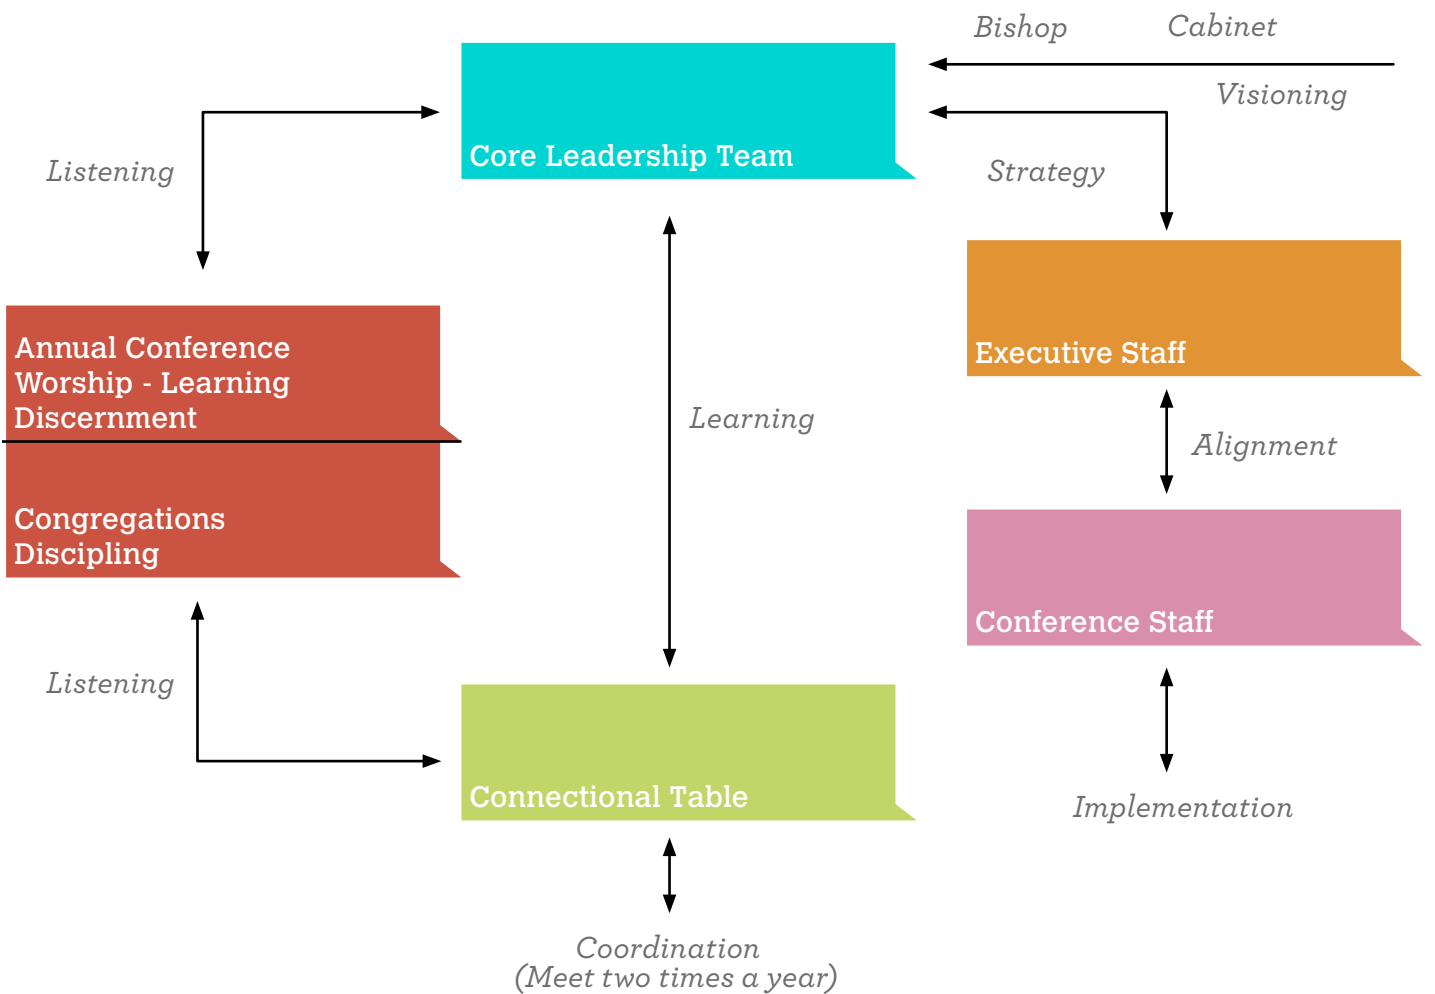 Bishop Cabinet
Visioning
Core Leadership Team
Listening
Strategy
Annual Conference
Worship - Learning
Discernment
Executive Staff
Learning
Alignment
Congregations
Discipling
Conference Staff
Listening
Connectional Table
Implementation
Coordination
(Meet two times a year)